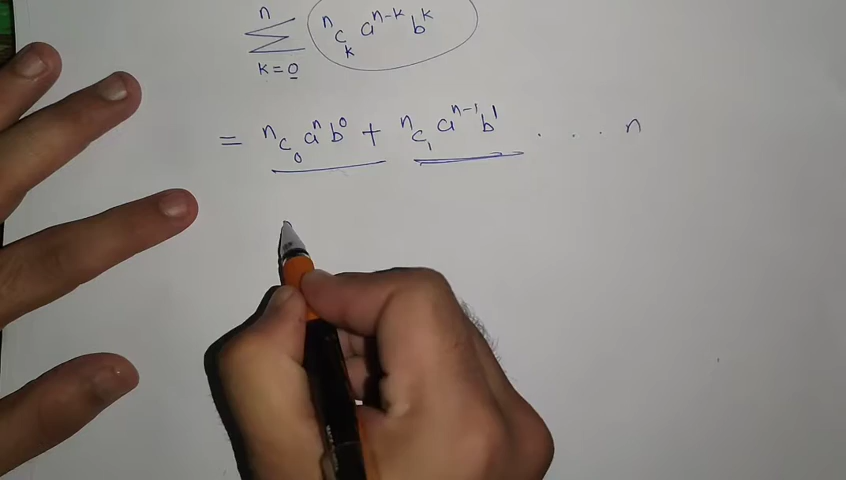 n
∑ ⁿCₖ aⁿ⁻ᵏ bᵏ
k=0
= ⁿC₀ aⁿ b⁰ + ⁿC₁ aⁿ⁻¹ b¹ . . . . n